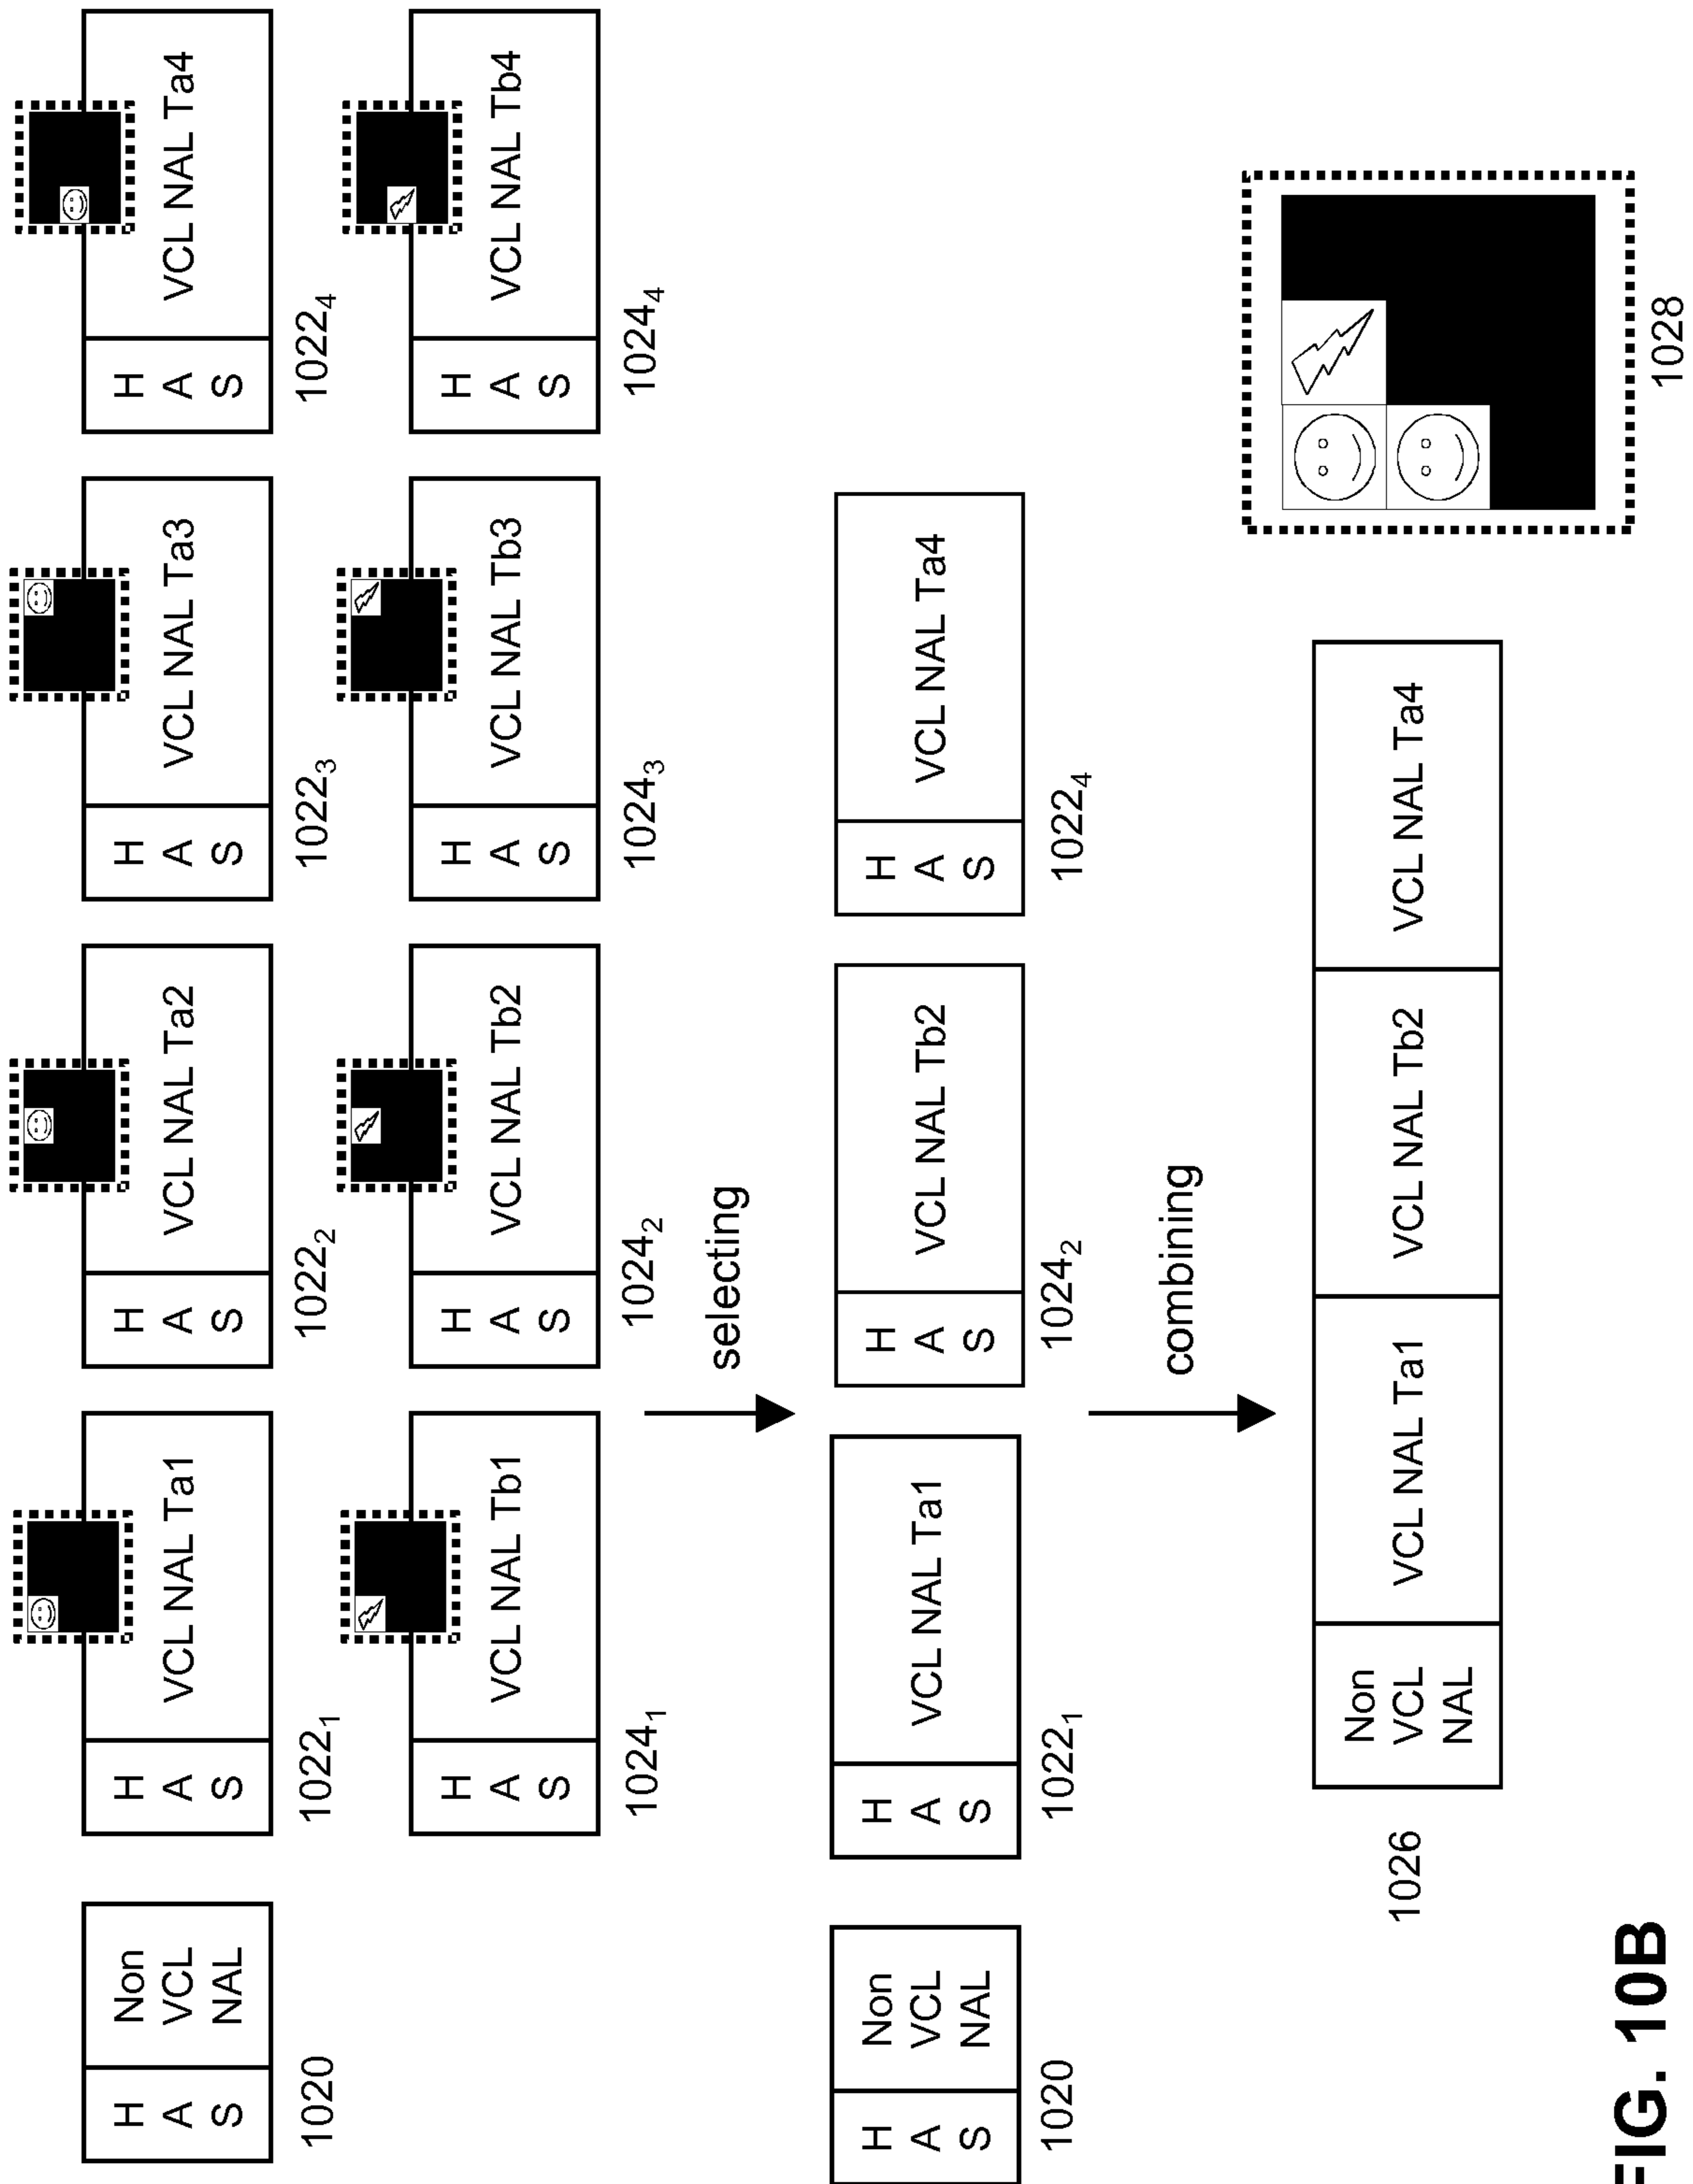 H A S
Non VCL NAL
1020
H A S
VCL NAL Ta1
1022₁
H A S
VCL NAL Ta2
1022₂
H A S
VCL NAL Ta3
1022₃
H A S
VCL NAL Ta4
1022₄
H A S
VCL NAL Tb1
1024₁
H A S
VCL NAL Tb2
1024₂
H A S
VCL NAL Tb3
1024₃
H A S
VCL NAL Tb4
1024₄
selecting
H A S
Non VCL NAL
1020
H A S
VCL NAL Ta1
1022₁
H A S
VCL NAL Tb2
1024₂
H A S
VCL NAL Ta4
1022₄
combining
1026
Non VCL NAL
VCL NAL Ta1
VCL NAL Tb2
VCL NAL Ta4
1028
FIG. 10B